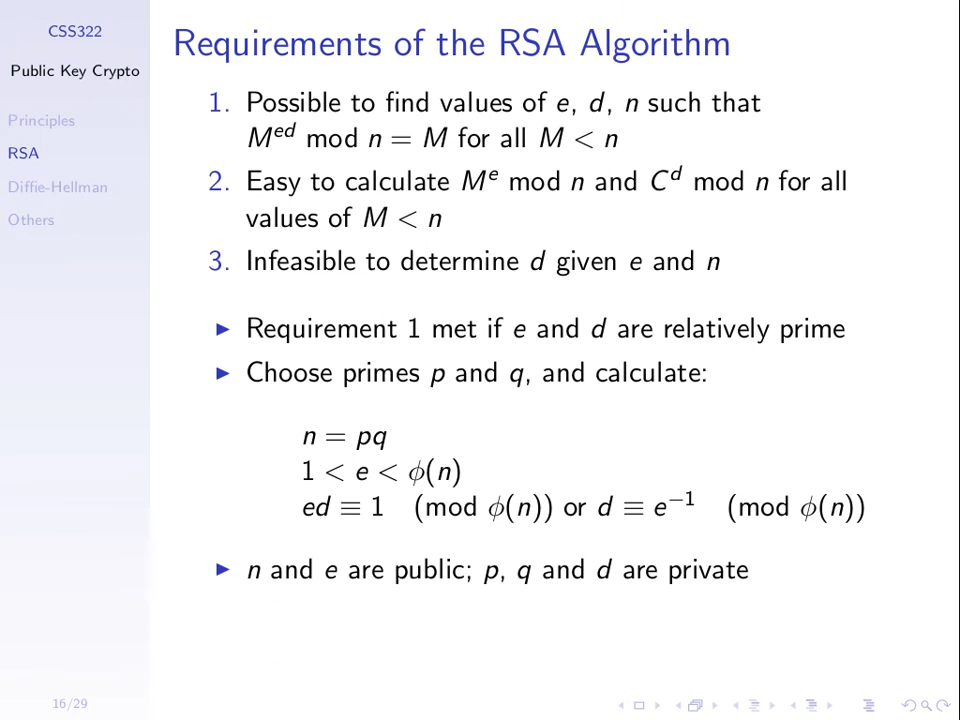 CSS322
Public Key Crypto
Principles
RSA
Diffie-Hellman
Others
16/29
Requirements of the RSA Algorithm
1. Possible to find values of e, d, n such that
M^{ed} mod n = M for all M < n
2. Easy to calculate M^e mod n and C^d mod n for all
values of M < n
3. Infeasible to determine d given e and n
▶ Requirement 1 met if e and d are relatively prime
▶ Choose primes p and q, and calculate:
n = pq
1 < e < ϕ(n)
ed ≡ 1 (mod ϕ(n)) or d ≡ e^{−1} (mod ϕ(n))
▶ n and e are public; p, q and d are private